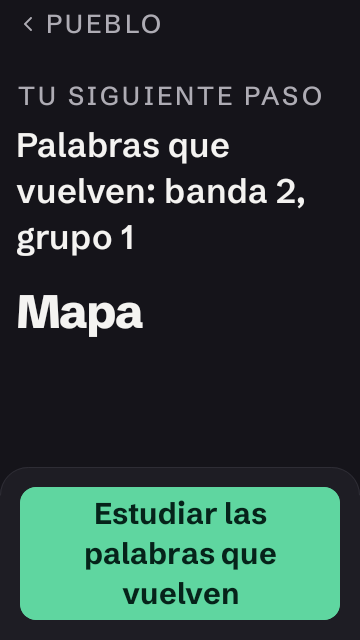 PUEBLO
TU SIGUIENTE PASO
Palabras que
vuelven: banda 2,
grupo 1
Mapa
Estudiar las
palabras que
vuelven